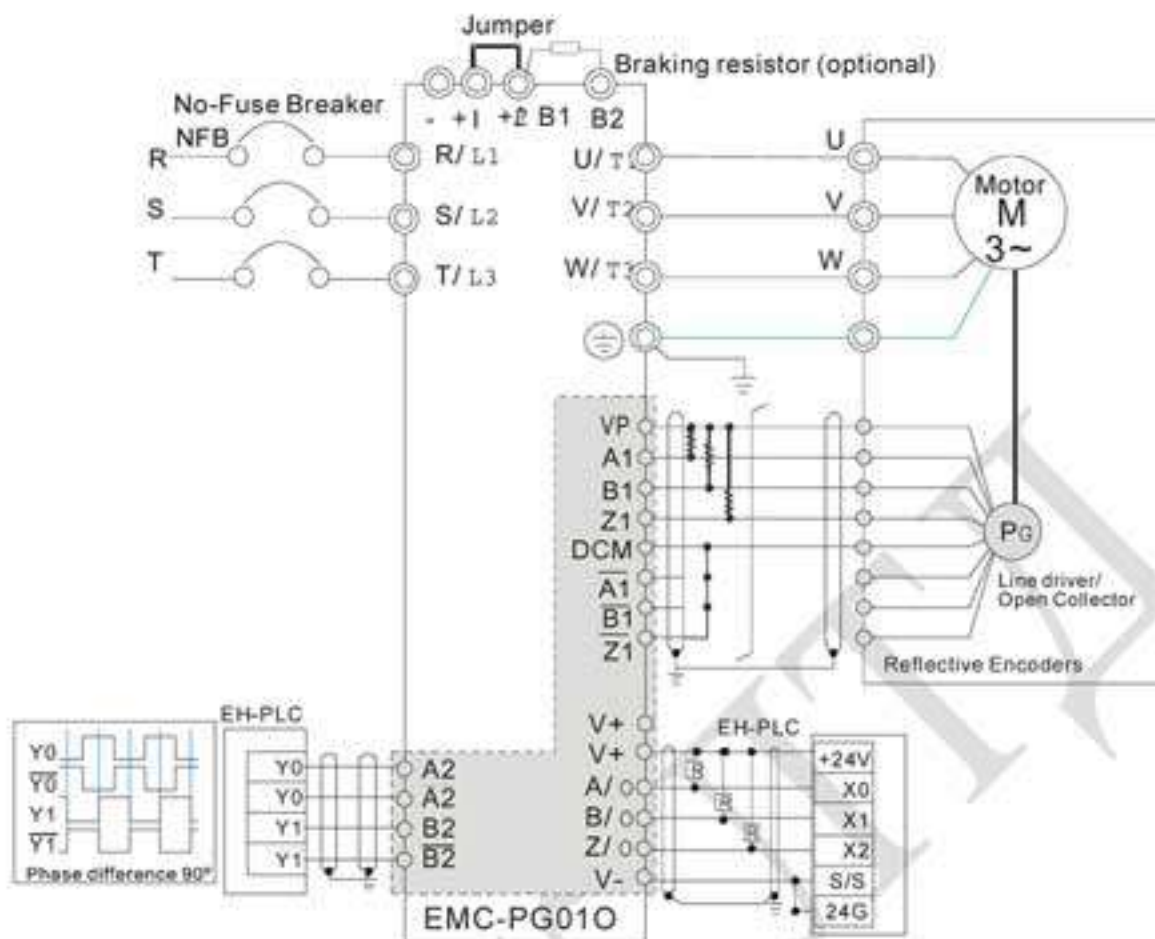 Jumper
Braking resistor (optional)
No-Fuse Breaker
NFB
- +1 B1 B2
R R/ L1 U/ U
S S/ L2 V/ T2 V
T T/ L3 W/ W
Motor
M
3~
VP
A1
B1
Z1
DCM
A1
B1
Z1
PG
Line driver/
Open Collector
Reflective Encoders
V+
V+
A/ O
B/ O
Z/ O
V-
EH-PLC
+24V
X0
X1
X2
S/S
24G
EH-PLC
Y0
Y0
Y1
Y1
A2
A2
B2
B2
Y0
Y0
Y1
Y1
Phase difference 90°
EMC-PG01O